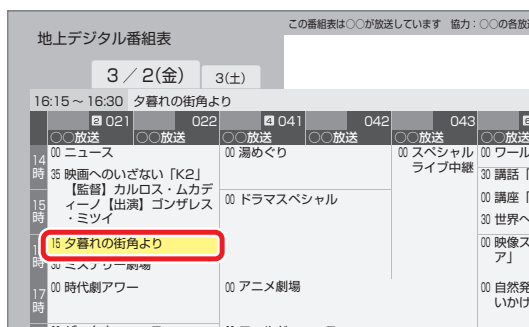 この番組表は○○が放送しています 協力：○○の各放
地上デジタル番組表
3／2(金) 3(土)
16:15～16:30 夕暮れの街角より
2 021 022 4 041 042 043
○○放送 ○○放送 ○○放送 ○○放送 ○○放送 ○○放送
14時
00 ニュース
35 映画へのいざない「K2」
【監督】カルロス・ムカデ
ィーノ【出演】ゴンザレス
・ミツイ
15時
15 夕暮れの街角より
時
30 ミステリー劇場
17時
00 時代劇アワー
00 湯めぐり
00 ドラマスペシャル
00 アニメ劇場
00 スペシャル
ライブ中継
00 ワール
30 講話「
00 講座「
30 世界へ
00 映像ス
ア」
00 自然発
いかけ